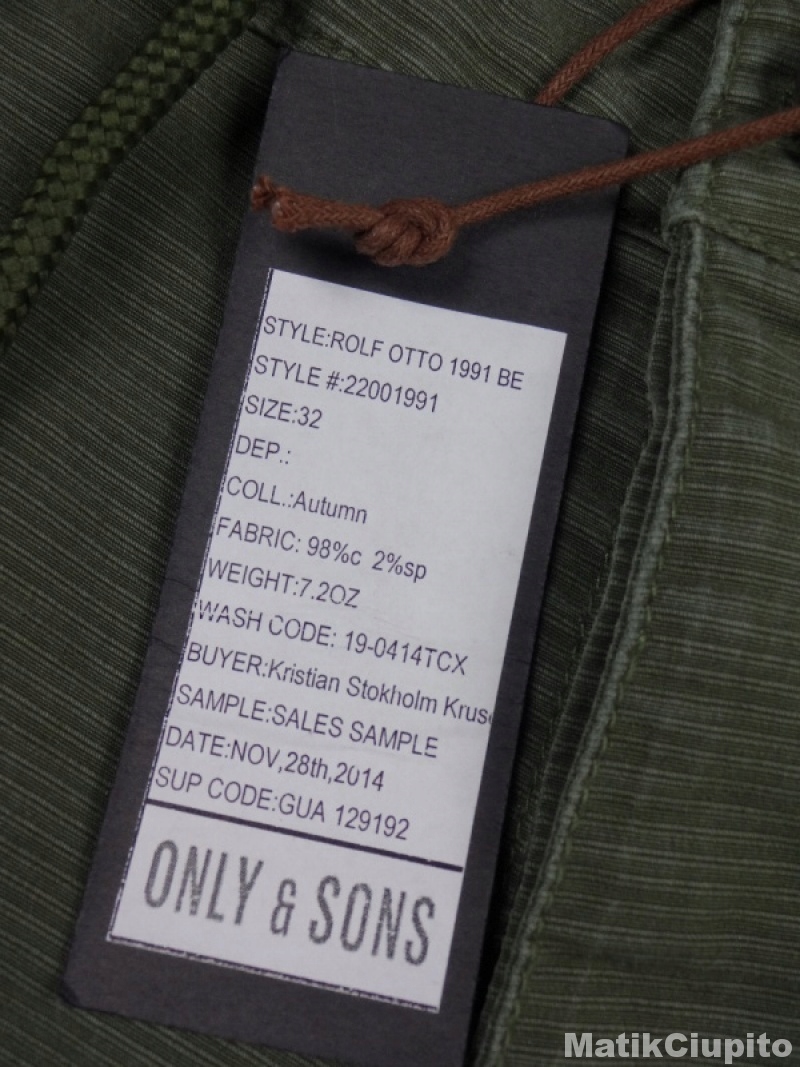 STYLE:ROLF OTTO 1991 BE
STYLE #:22001991
SIZE:32
DEP.:
COLL.:Autumn
FABRIC: 98%c 2%sp
WEIGHT:7.2OZ
WASH CODE: 19-0414TCX
BUYER:Kristian Stokholm Kruse
SAMPLE:SALES SAMPLE
DATE:NOV,28th,2014
SUP CODE:GUA 129192
ONLY & SONS
MatikCiupito